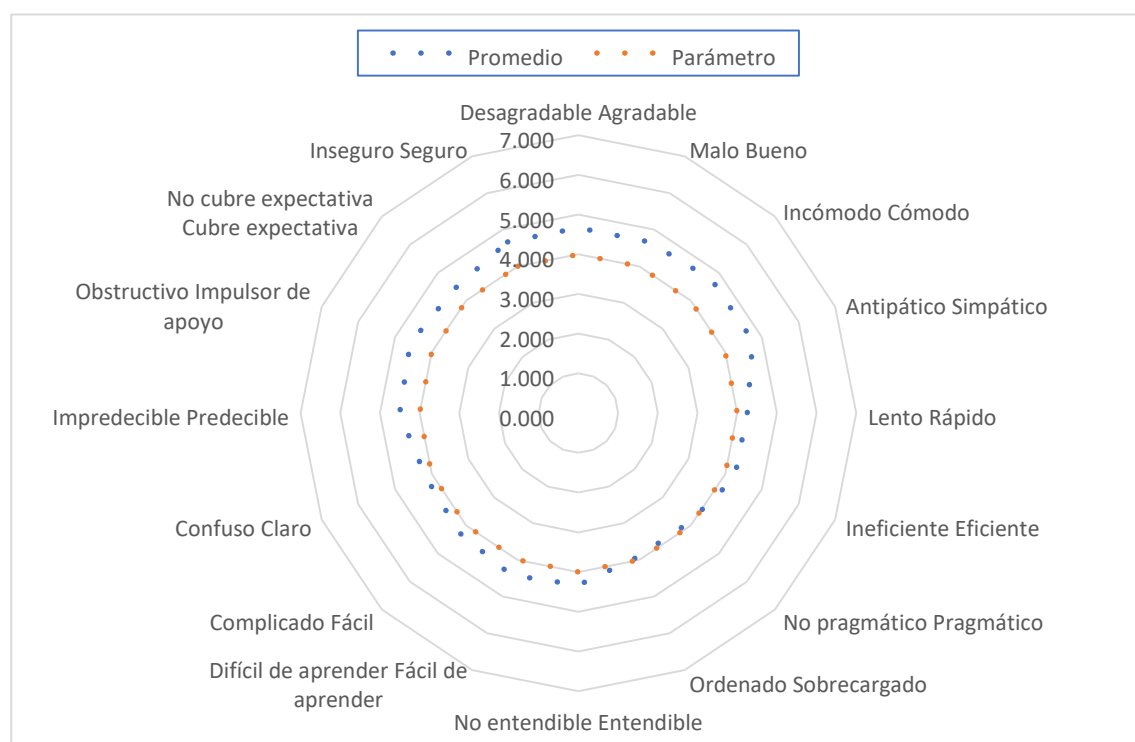 Promedio Parámetro
Desagradable Agradable
7.000
Malo Bueno
Inseguro Seguro
6.000
No cubre expectativa
Cubre expectativa
Incómodo Cómodo
5.000
4.000
Obstructivo Impulsor de
apoyo
Antipático Simpático
3.000
2.000
1.000
0.000
Impredecible Predecible
Lento Rápido
Confuso Claro
Ineficiente Eficiente
Complicado Fácil
No pragmático Pragmático
Difícil de aprender Fácil de
aprender
Ordenado Sobrecargado
No entendible Entendible